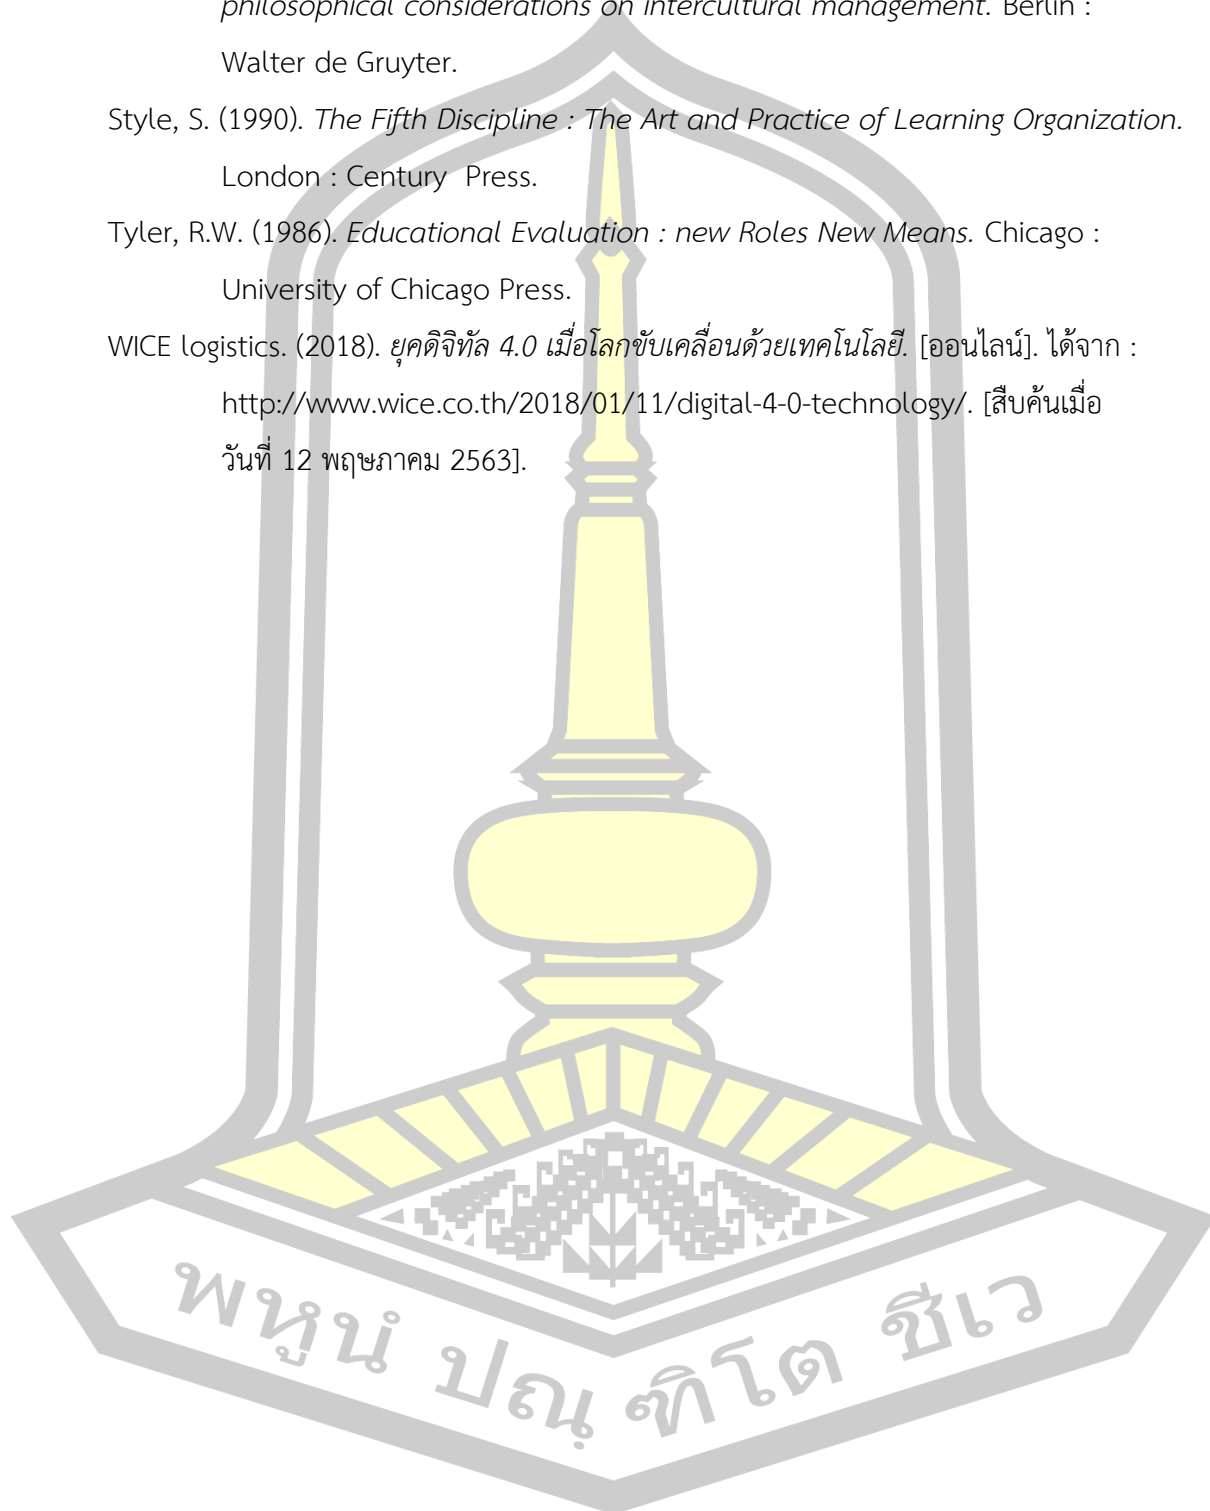 philosophical considerations on intercultural management. Berlin :
Walter de Gruyter.
Style, S. (1990). The Fifth Discipline : The Art and Practice of Learning Organization.
London : Century Press.
Tyler, R.W. (1986). Educational Evaluation : new Roles New Means. Chicago :
University of Chicago Press.
WICE logistics. (2018). ยุคดิจิทัล 4.0 เมื่อโลกขับเคลื่อนด้วยเทคโนโลยี. [ออนไลน์]. ได้จาก :
http://www.wice.co.th/2018/01/11/digital-4-0-technology/. [สืบค้นเมื่อ
วันที่ 12 พฤษภาคม 2563].
พหูนํ ปณฺ ฑิโต ชีเว